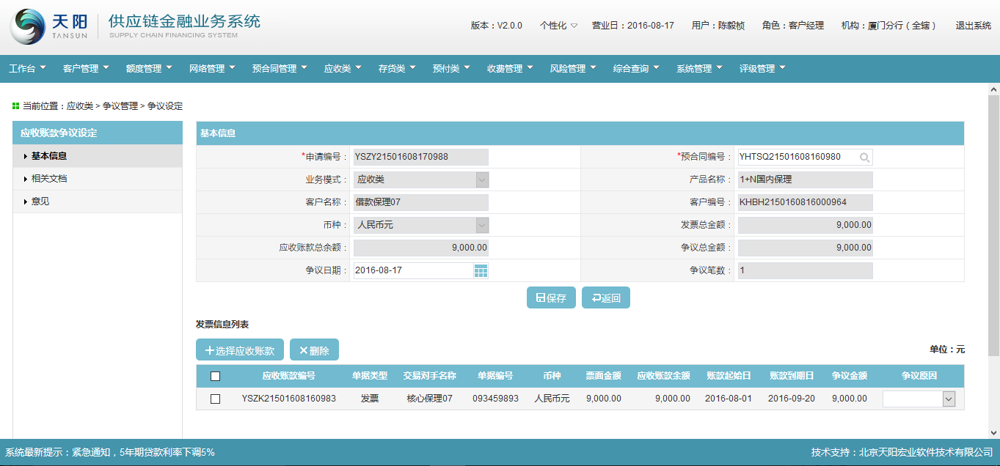 天阳 TANSUN 供应链金融业务系统 SUPPLY CHAIN FINANCING SYSTEM 版本：V2.0.0 个性化 营业日：2016-08-17 用户：陈毅桢 角色：客户经理 机构：厦门分行（全辖） 退出系统
工作台 客户管理 额度管理 网络管理 预合同管理 应收类 存货类 预付类 收费管理 风险管理 综合查询 系统管理 评级管理
当前位置：应收类 > 争议管理 > 争议设定
应收账款争议设定
基本信息
相关文档
意见
基本信息
*申请编号： YSZY21501608170988 *预合同编号： YHTSQ21501608160980
业务模式： 应收类 产品名称： 1+N国内保理
客户名称： 借款保理07 客户编号： KHBH2150160816000964
币种： 人民币元 发票总金额： 9,000.00
应收账款总余额： 9,000.00 争议总金额： 9,000.00
争议日期： 2016-08-17 争议笔数： 1
保存 返回
发票信息列表
选择应收账款 删除 单位：元
应收账款编号 单据类型 交易对手名称 单据编号 币种 票面金额 应收账款余额 账款起始日 账款到期日 争议金额 争议原因
YSZK21501608160983 发票 核心保理07 093459893 人民币元 9,000.00 9,000.00 2016-08-01 2016-09-20 9,000.00
系统最新提示：紧急通知，5年期贷款利率下调5% 技术支持：北京天阳宏业软件技术有限公司